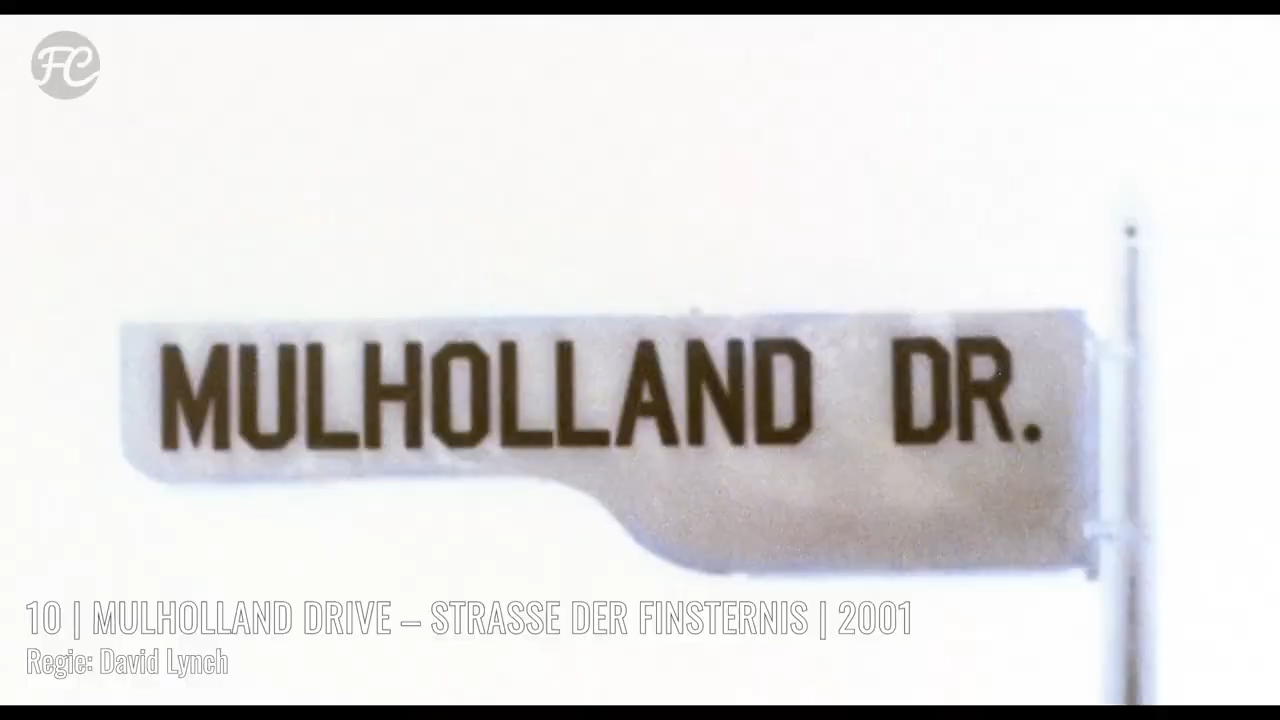 FC
MULHOLLAND DR.
10 | MULHOLLAND DRIVE – STRASSE DER FINSTERNIS | 2001
Regie: David Lynch